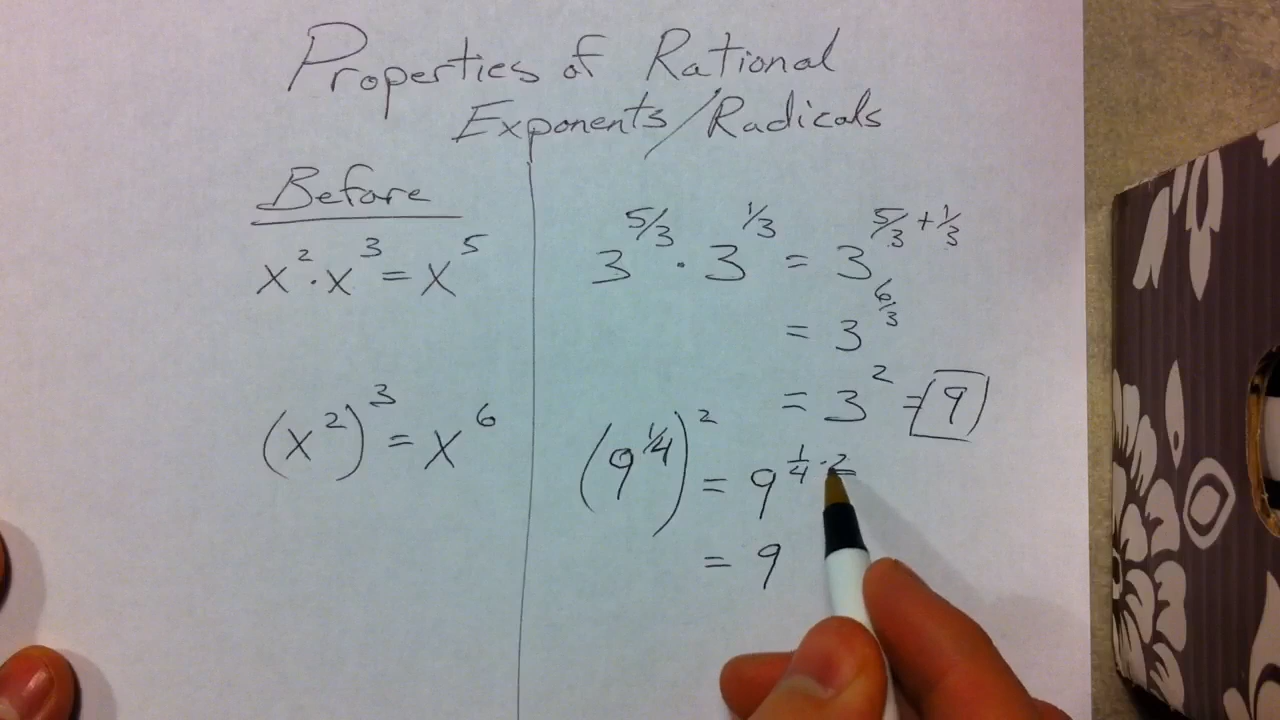 Properties of Rational
Exponents/Radicals
Before
x² · x³ = x⁵
(x²)³ = x⁶
3^{5/3} · 3^{1/3} = 3^{5/3 + 1/3}
= 3^{6/3}
= 3² = 9
(9^{1/4})² = 9^{1/4 · 2}
= 9